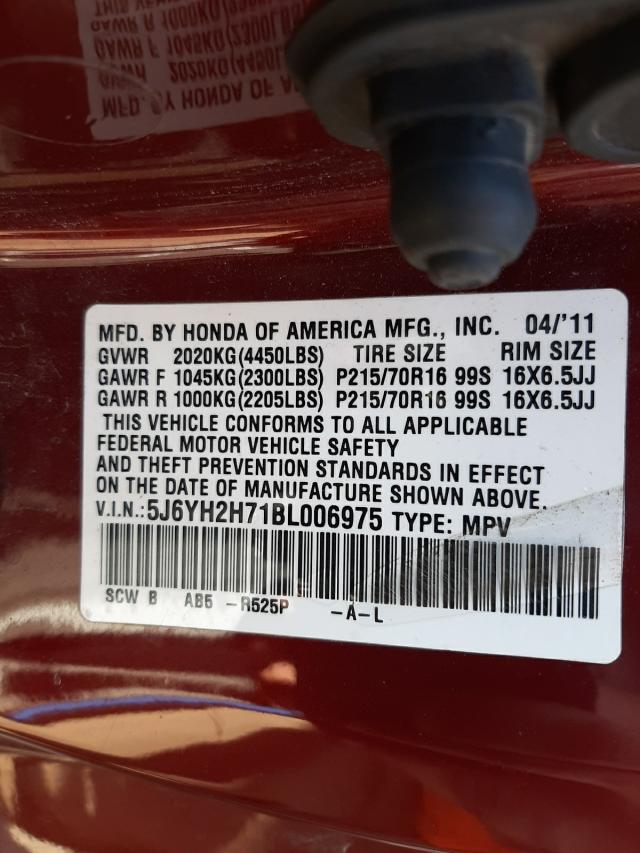 MFD. BY HONDA OF AMERICA MFG., INC. 04/'11
GVWR 2020KG(4450LBS) TIRE SIZE RIM SIZE
GAWR F 1045KG(2300LBS) P215/70R16 99S 16X6.5JJ
GAWR R 1000KG(2205LBS) P215/70R16 99S 16X6.5JJ
THIS VEHICLE CONFORMS TO ALL APPLICABLE
FEDERAL MOTOR VEHICLE SAFETY
AND THEFT PREVENTION STANDARDS IN EFFECT
ON THE DATE OF MANUFACTURE SHOWN ABOVE.
V.I.N.:5J6YH2H71BL006975 TYPE: MPV
SCW B AB5 -R525P -A-L